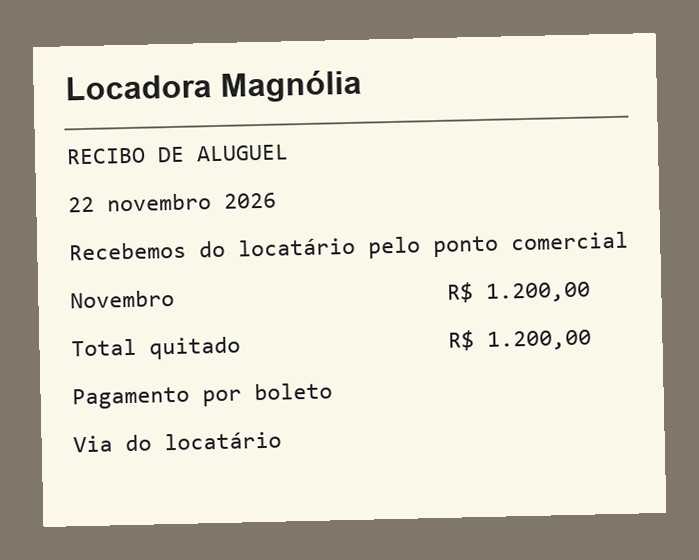 Locadora Magnólia
RECIBO DE ALUGUEL
22 novembro 2026
Recebemos do locatário pelo ponto comercial
Novembro R$ 1.200,00
Total quitado R$ 1.200,00
Pagamento por boleto
Via do locatário